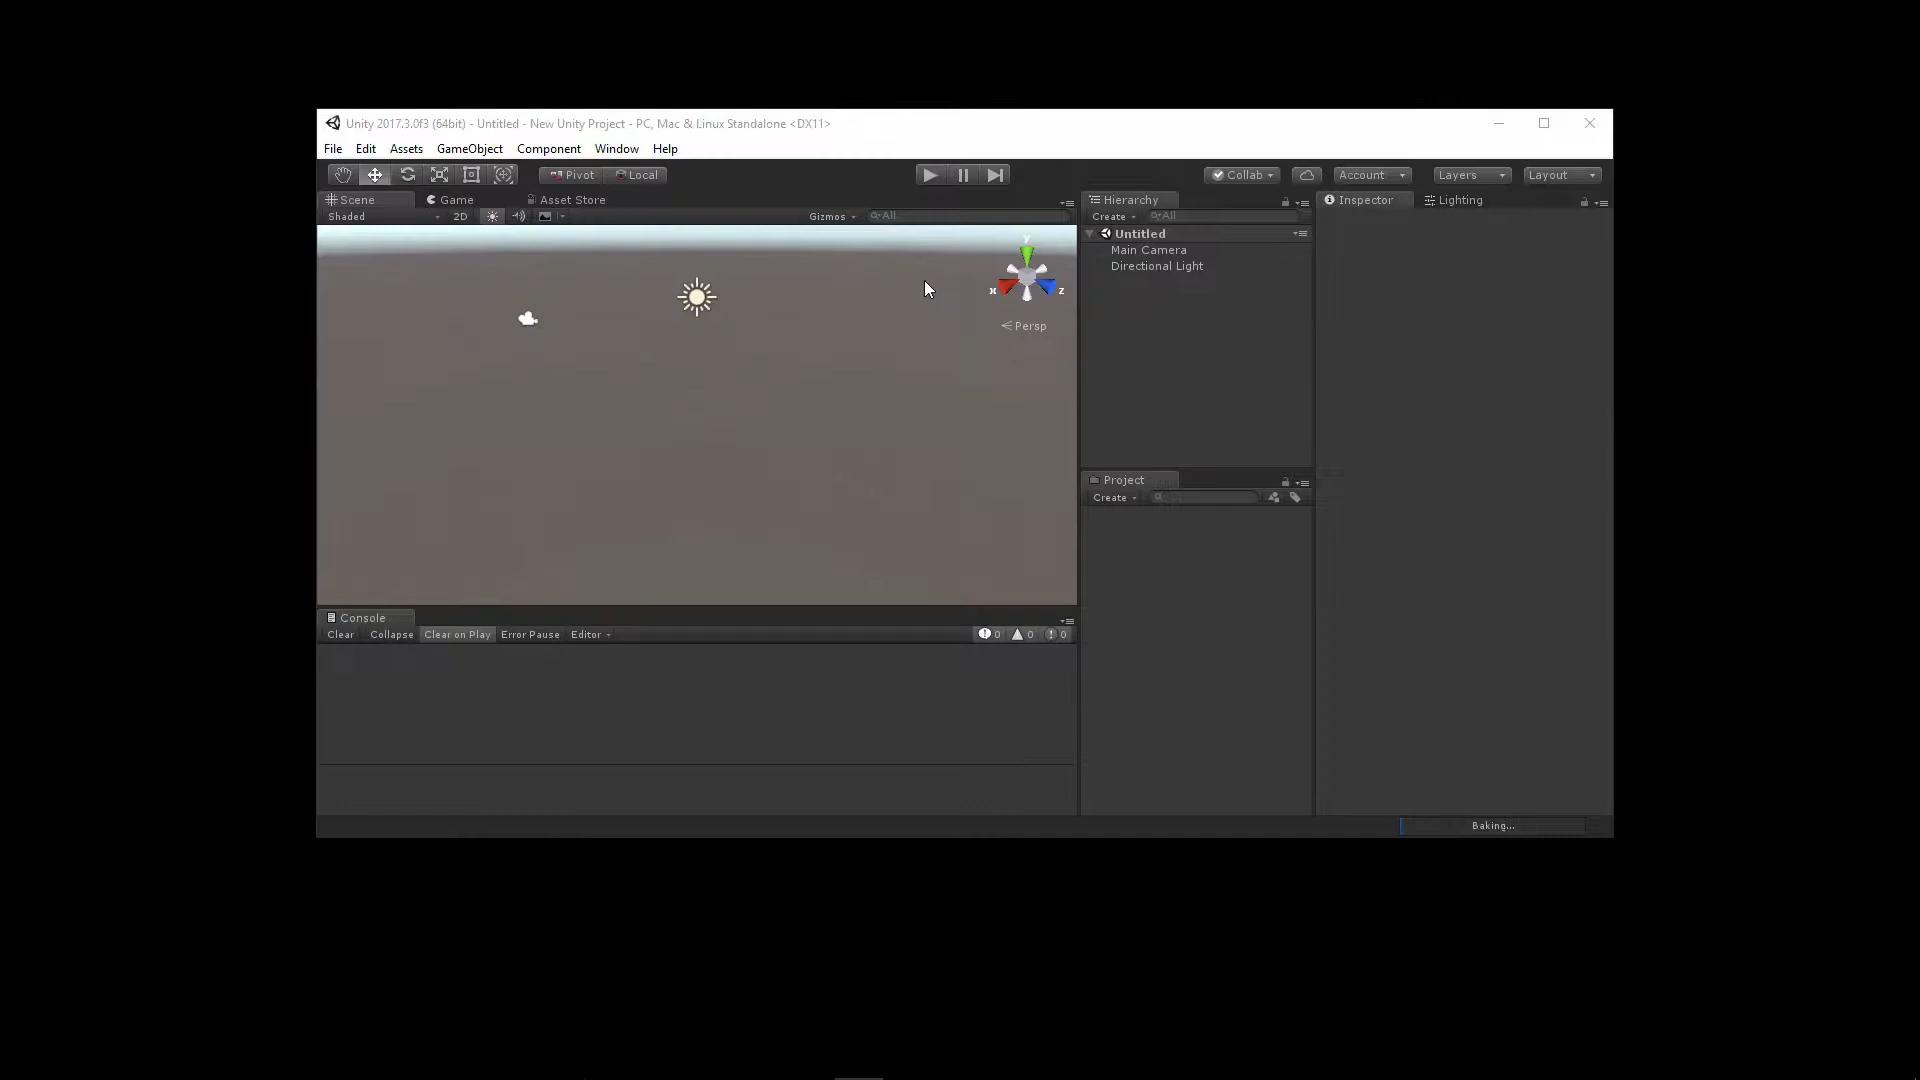 Unity 2017.3.0f3 (64bit) - Untitled - New Unity Project - PC, Mac & Linux Standalone <DX11>
File Edit Assets GameObject Component Window Help
Pivot Local Collab Account Layers Layout
Scene Game Asset Store Hierarchy Inspector Lighting
Shaded 2D Gizmos All Create All
Untitled
Main Camera
Directional Light
y
x z
Persp
Project
Create
Console
Clear Collapse Clear on Play Error Pause Editor 0 0 0
Baking...